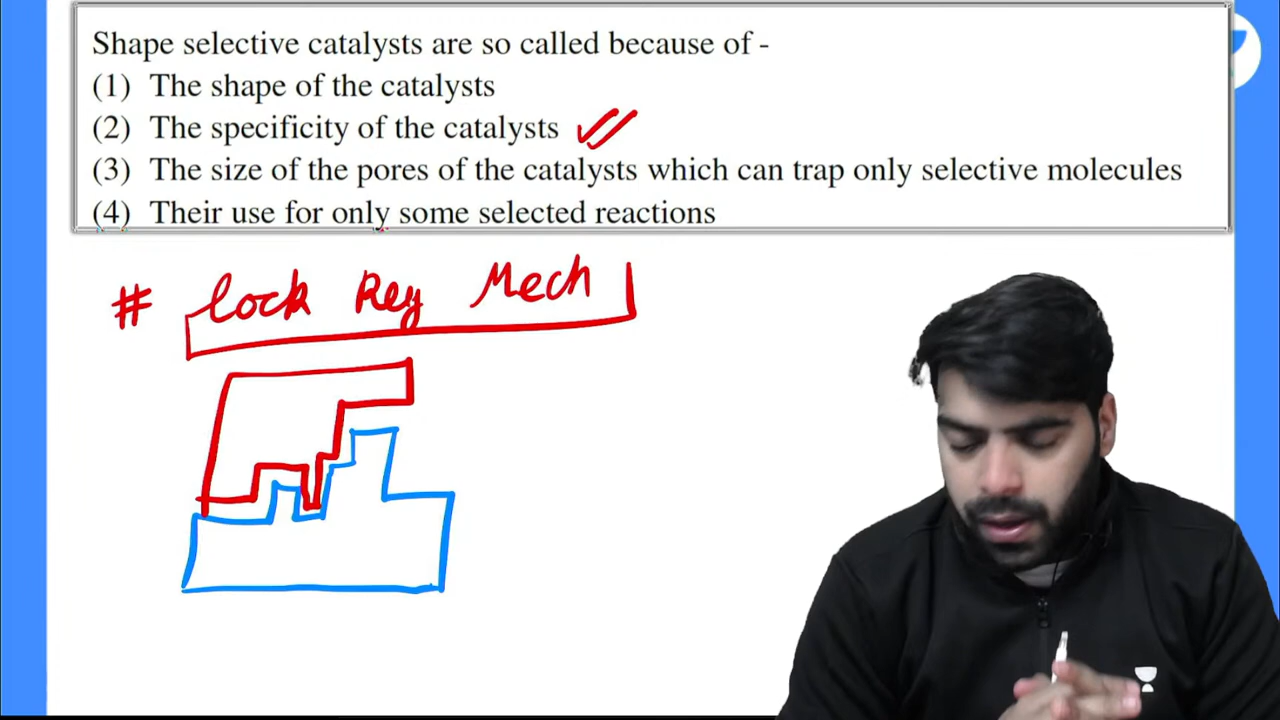 Shape selective catalysts are so called because of -
(1) The shape of the catalysts
(2) The specificity of the catalysts
(3) The size of the pores of the catalysts which can trap only selective molecules
(4) Their use for only some selected reactions
# lock Key Mech